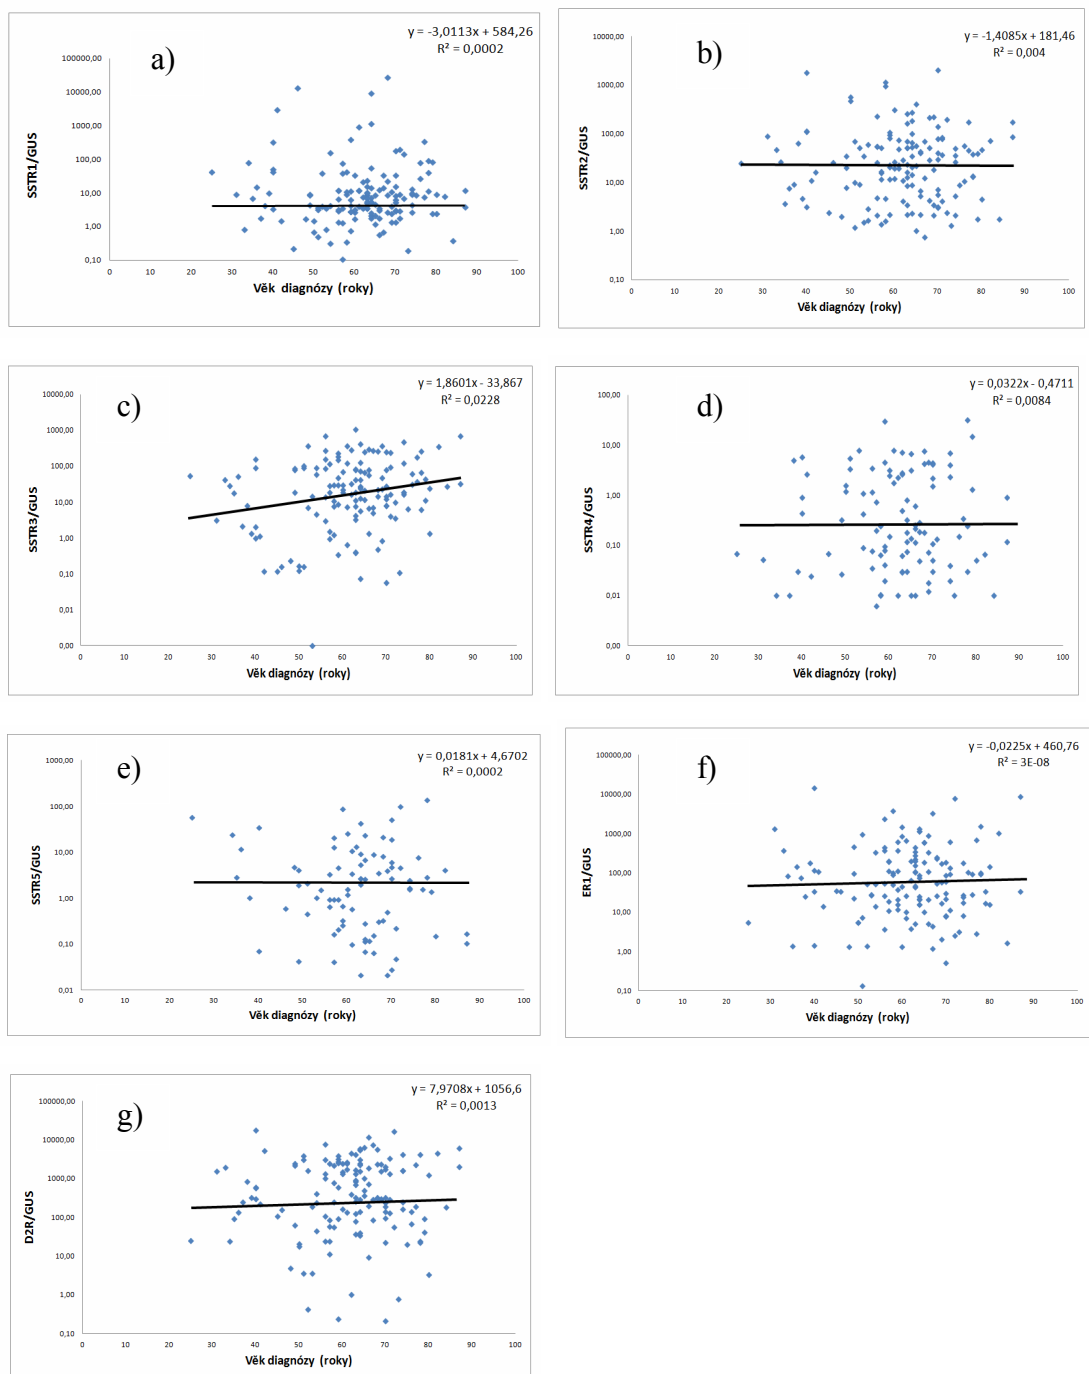 y = -3,0113x + 584,26
R² = 0,0002
a)
100000,00
10000,00
1000,00
100,00
10,00
1,00
0,10
SSTR1/GUS
0 10 20 30 40 50 60 70 80 90 100
Věk diagnózy (roky)
y = -1,4085x + 181,46
R² = 0,004
b)
10000,00
1000,00
100,00
10,00
1,00
0,10
SSTR2/GUS
0 10 20 30 40 50 60 70 80 90 100
Věk diagnózy (roky)
y = 1,8601x - 33,867
R² = 0,0228
c)
10000,00
1000,00
100,00
10,00
1,00
0,10
0,01
0,00
SSTR3/GUS
0 10 20 30 40 50 60 70 80 90 100
Věk diagnózy (roky)
y = 0,0322x - 0,4711
R² = 0,0084
d)
100,00
10,00
1,00
0,10
0,01
0,00
SSTR4/GUS
0 10 20 30 40 50 60 70 80 90 100
Věk diagnózy (roky)
y = 0,0181x + 4,6702
R² = 0,0002
e)
1000,00
100,00
10,00
1,00
0,10
0,01
SSTR5/GUS
0 10 20 30 40 50 60 70 80 90 100
Věk diagnózy (roky)
y = -0,0225x + 460,76
R² = 3E-08
f)
100000,00
10000,00
1000,00
100,00
10,00
1,00
0,10
ER1/GUS
0 10 20 30 40 50 60 70 80 90 100
Věk diagnózy (roky)
y = 7,9708x + 1056,6
R² = 0,0013
g)
100000,00
10000,00
1000,00
100,00
10,00
1,00
0,10
D2R/GUS
0 10 20 30 40 50 60 70 80 90 100
Věk diagnózy (roky)